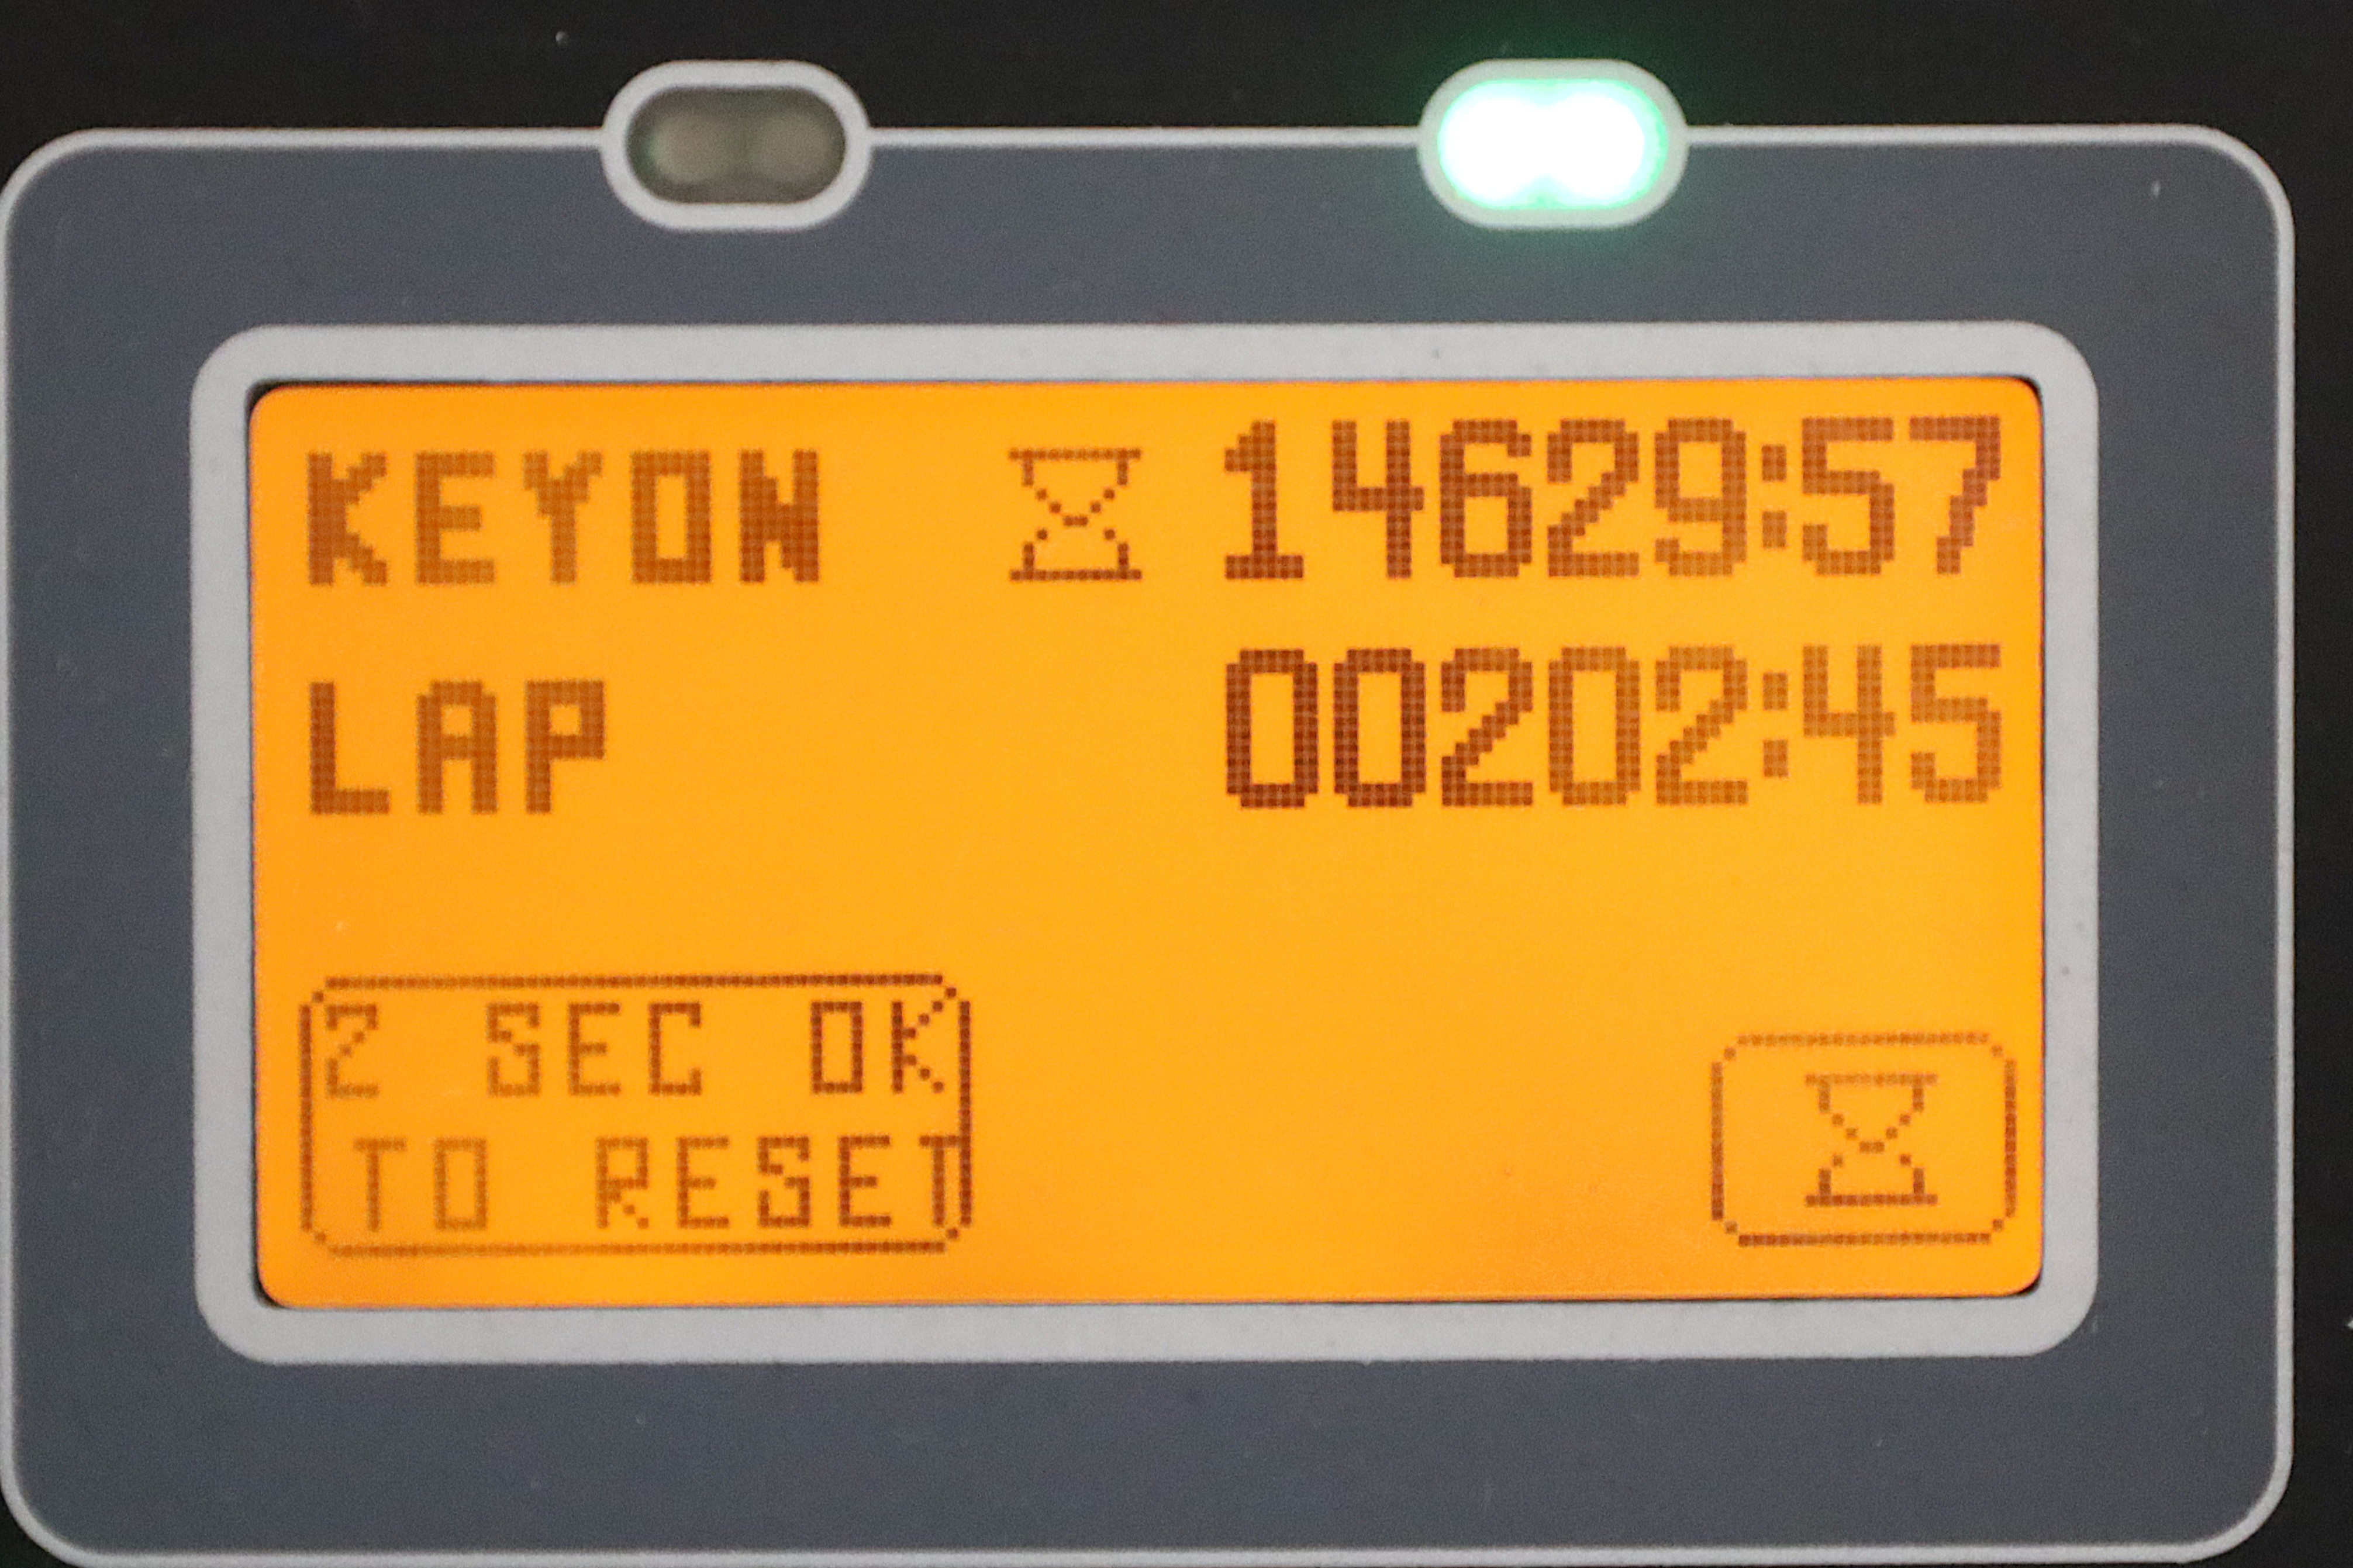 KEYON 14629:57
LAP 00202:45
2 SEC OK
TO RESET